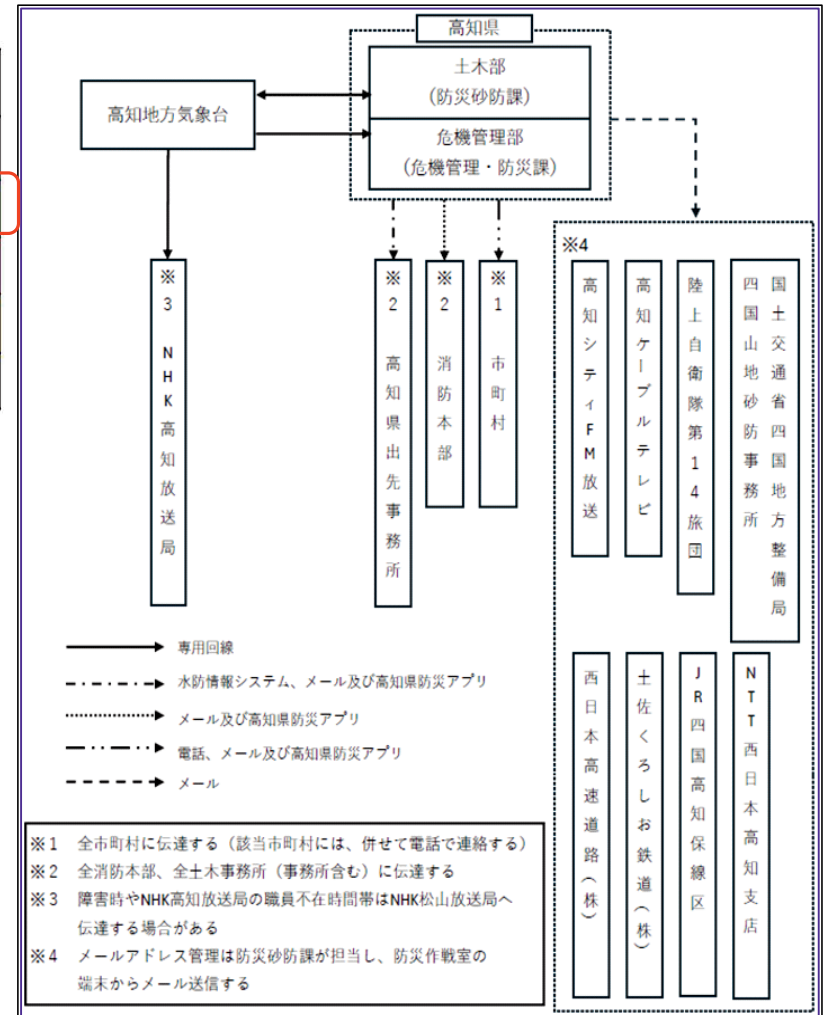 高知県
土木部
(防災砂防課)
高知地方気象台
危機管理部
(危機管理・防災課)
※4
※3 NHK高知放送局
※2 高知県出先事務所
※2 消防本部
※1 市町村
高知シティFM放送
高知ケーブルテレビ
陸上自衛隊第14旅団
国土交通省四国地方整備局
四国山地砂防事務所
西日本高速道路(株)
土佐くろしお鉄道(株)
JR四国高知保線区
NTT西日本高知支店
専用回線
水防情報システム、メール及び高知県防災アプリ
メール及び高知県防災アプリ
電話、メール及び高知県防災アプリ
メール
※1 全市町村に伝達する(該当市町村には、併せて電話で連絡する)
※2 全消防本部、全土木事務所(事務所含む)に伝達する
※3 障害時やNHK高知放送局の職員不在時間帯はNHK松山放送局へ
伝達する場合がある
※4 メールアドレス管理は防災砂防課が担当し、防災作戦室の
端末からメール送信する